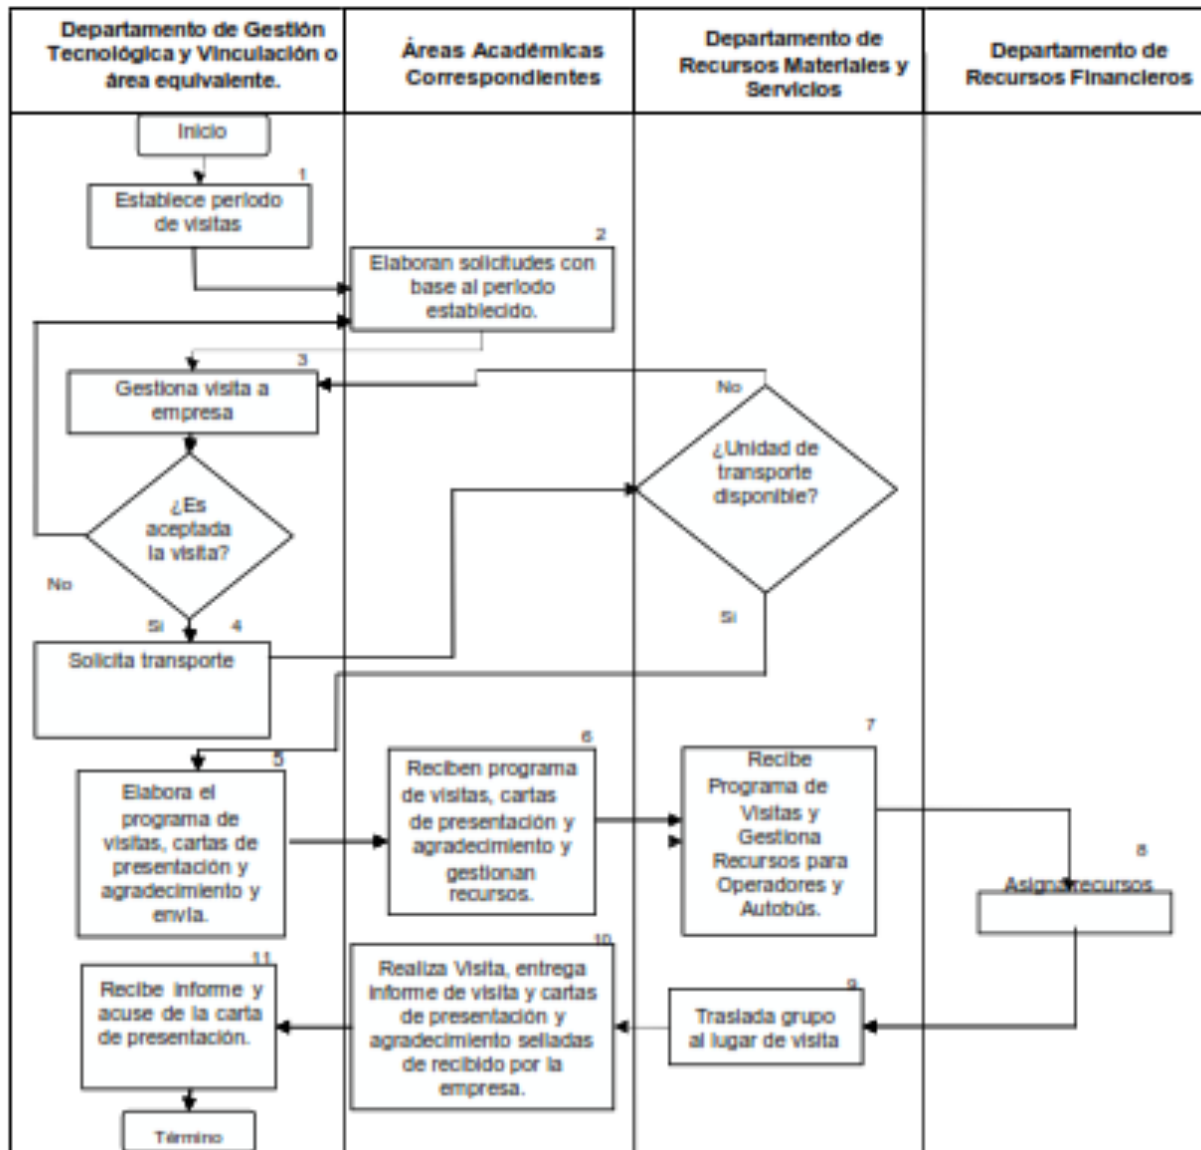 Departamento de Gestión
Tecnológica y Vinculación o
área equivalente.
Áreas Académicas
Correspondientes
Departamento de
Recursos Materiales y
Servicios
Departamento de
Recursos Financieros
Inicio
1
Establece periodo
de visitas
2
Elaboran solicitudes con
base al periodo
establecido.
3
Gestiona visita a
empresa
No
¿Unidad de
transporte
disponible?
¿Es
aceptada
la visita?
No
Si
4
Si
Solicita transporte
5
Elabora el
programa de
visitas, cartas de
presentación y
agradecimiento y
envía.
6
Reciben programa
de visitas, cartas
de presentación y
agradecimiento y
gestionan
recursos.
7
Recibe
Programa de
Visitas y
Gestiona
Recursos para
Operadores y
Autobús.
8
Asigna recursos
9
Traslada grupo
al lugar de visita
10
Realiza Visita, entrega
informe de visita y cartas
de presentación y
agradecimiento selladas
de recibido por la
empresa.
11
Recibe informe y
acuse de la carta
de presentación.
Término